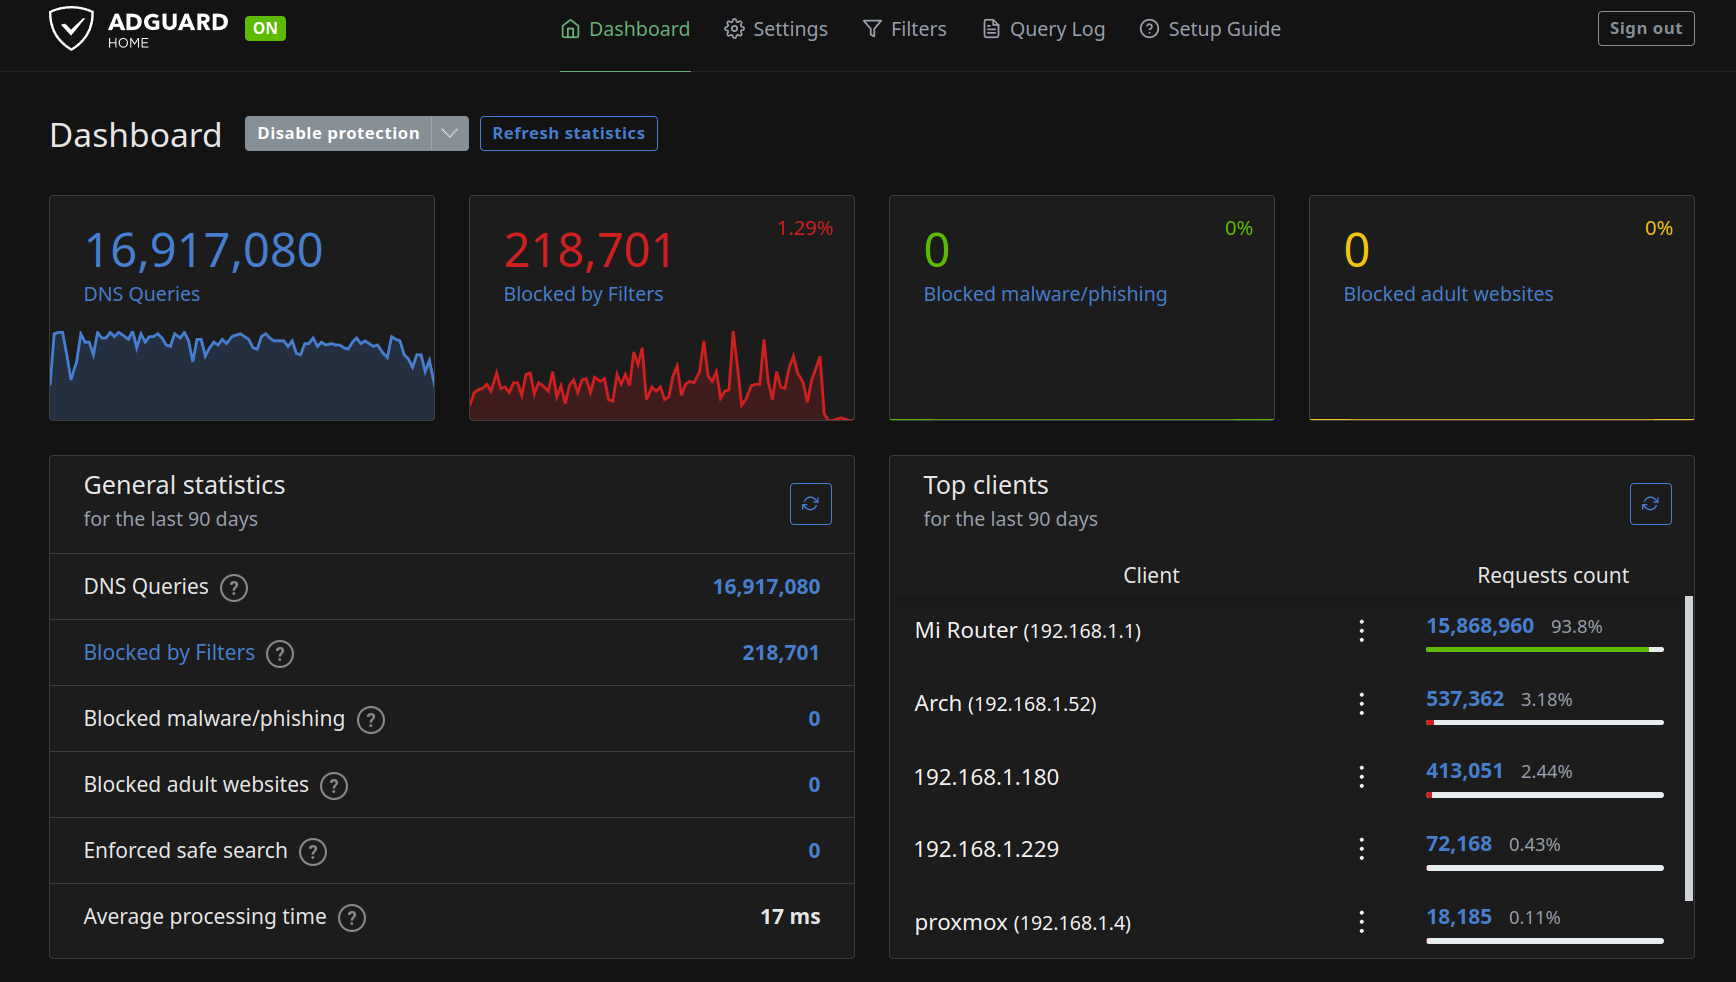 ADGUARD
HOME
ON
Dashboard
Settings
Filters
Query Log
Setup Guide
Sign out
Dashboard
Disable protection
Refresh statistics
16,917,080
DNS Queries
218,701
1.29%
Blocked by Filters
0
0%
Blocked malware/phishing
0
0%
Blocked adult websites
General statistics
for the last 90 days
DNS Queries ?
16,917,080
Blocked by Filters ?
218,701
Blocked malware/phishing ?
0
Blocked adult websites ?
0
Enforced safe search ?
0
Average processing time ?
17 ms
Top clients
for the last 90 days
Client
Requests count
Mi Router (192.168.1.1)
15,868,960 93.8%
Arch (192.168.1.52)
537,362 3.18%
192.168.1.180
413,051 2.44%
192.168.1.229
72,168 0.43%
proxmox (192.168.1.4)
18,185 0.11%